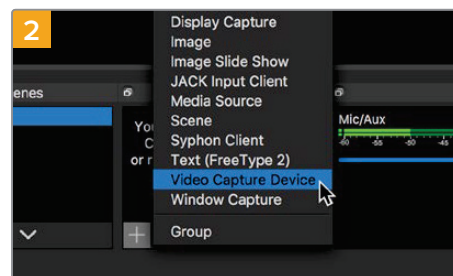 2
Display Capture
Image
Image Slide Show
JACK Input Client
Media Source
Scene
Syphon Client
Text (FreeType 2)
Video Capture Device
Window Capture
Group
enes
Yo
C
or r
Mic/Aux
-60 -55 -50 -45